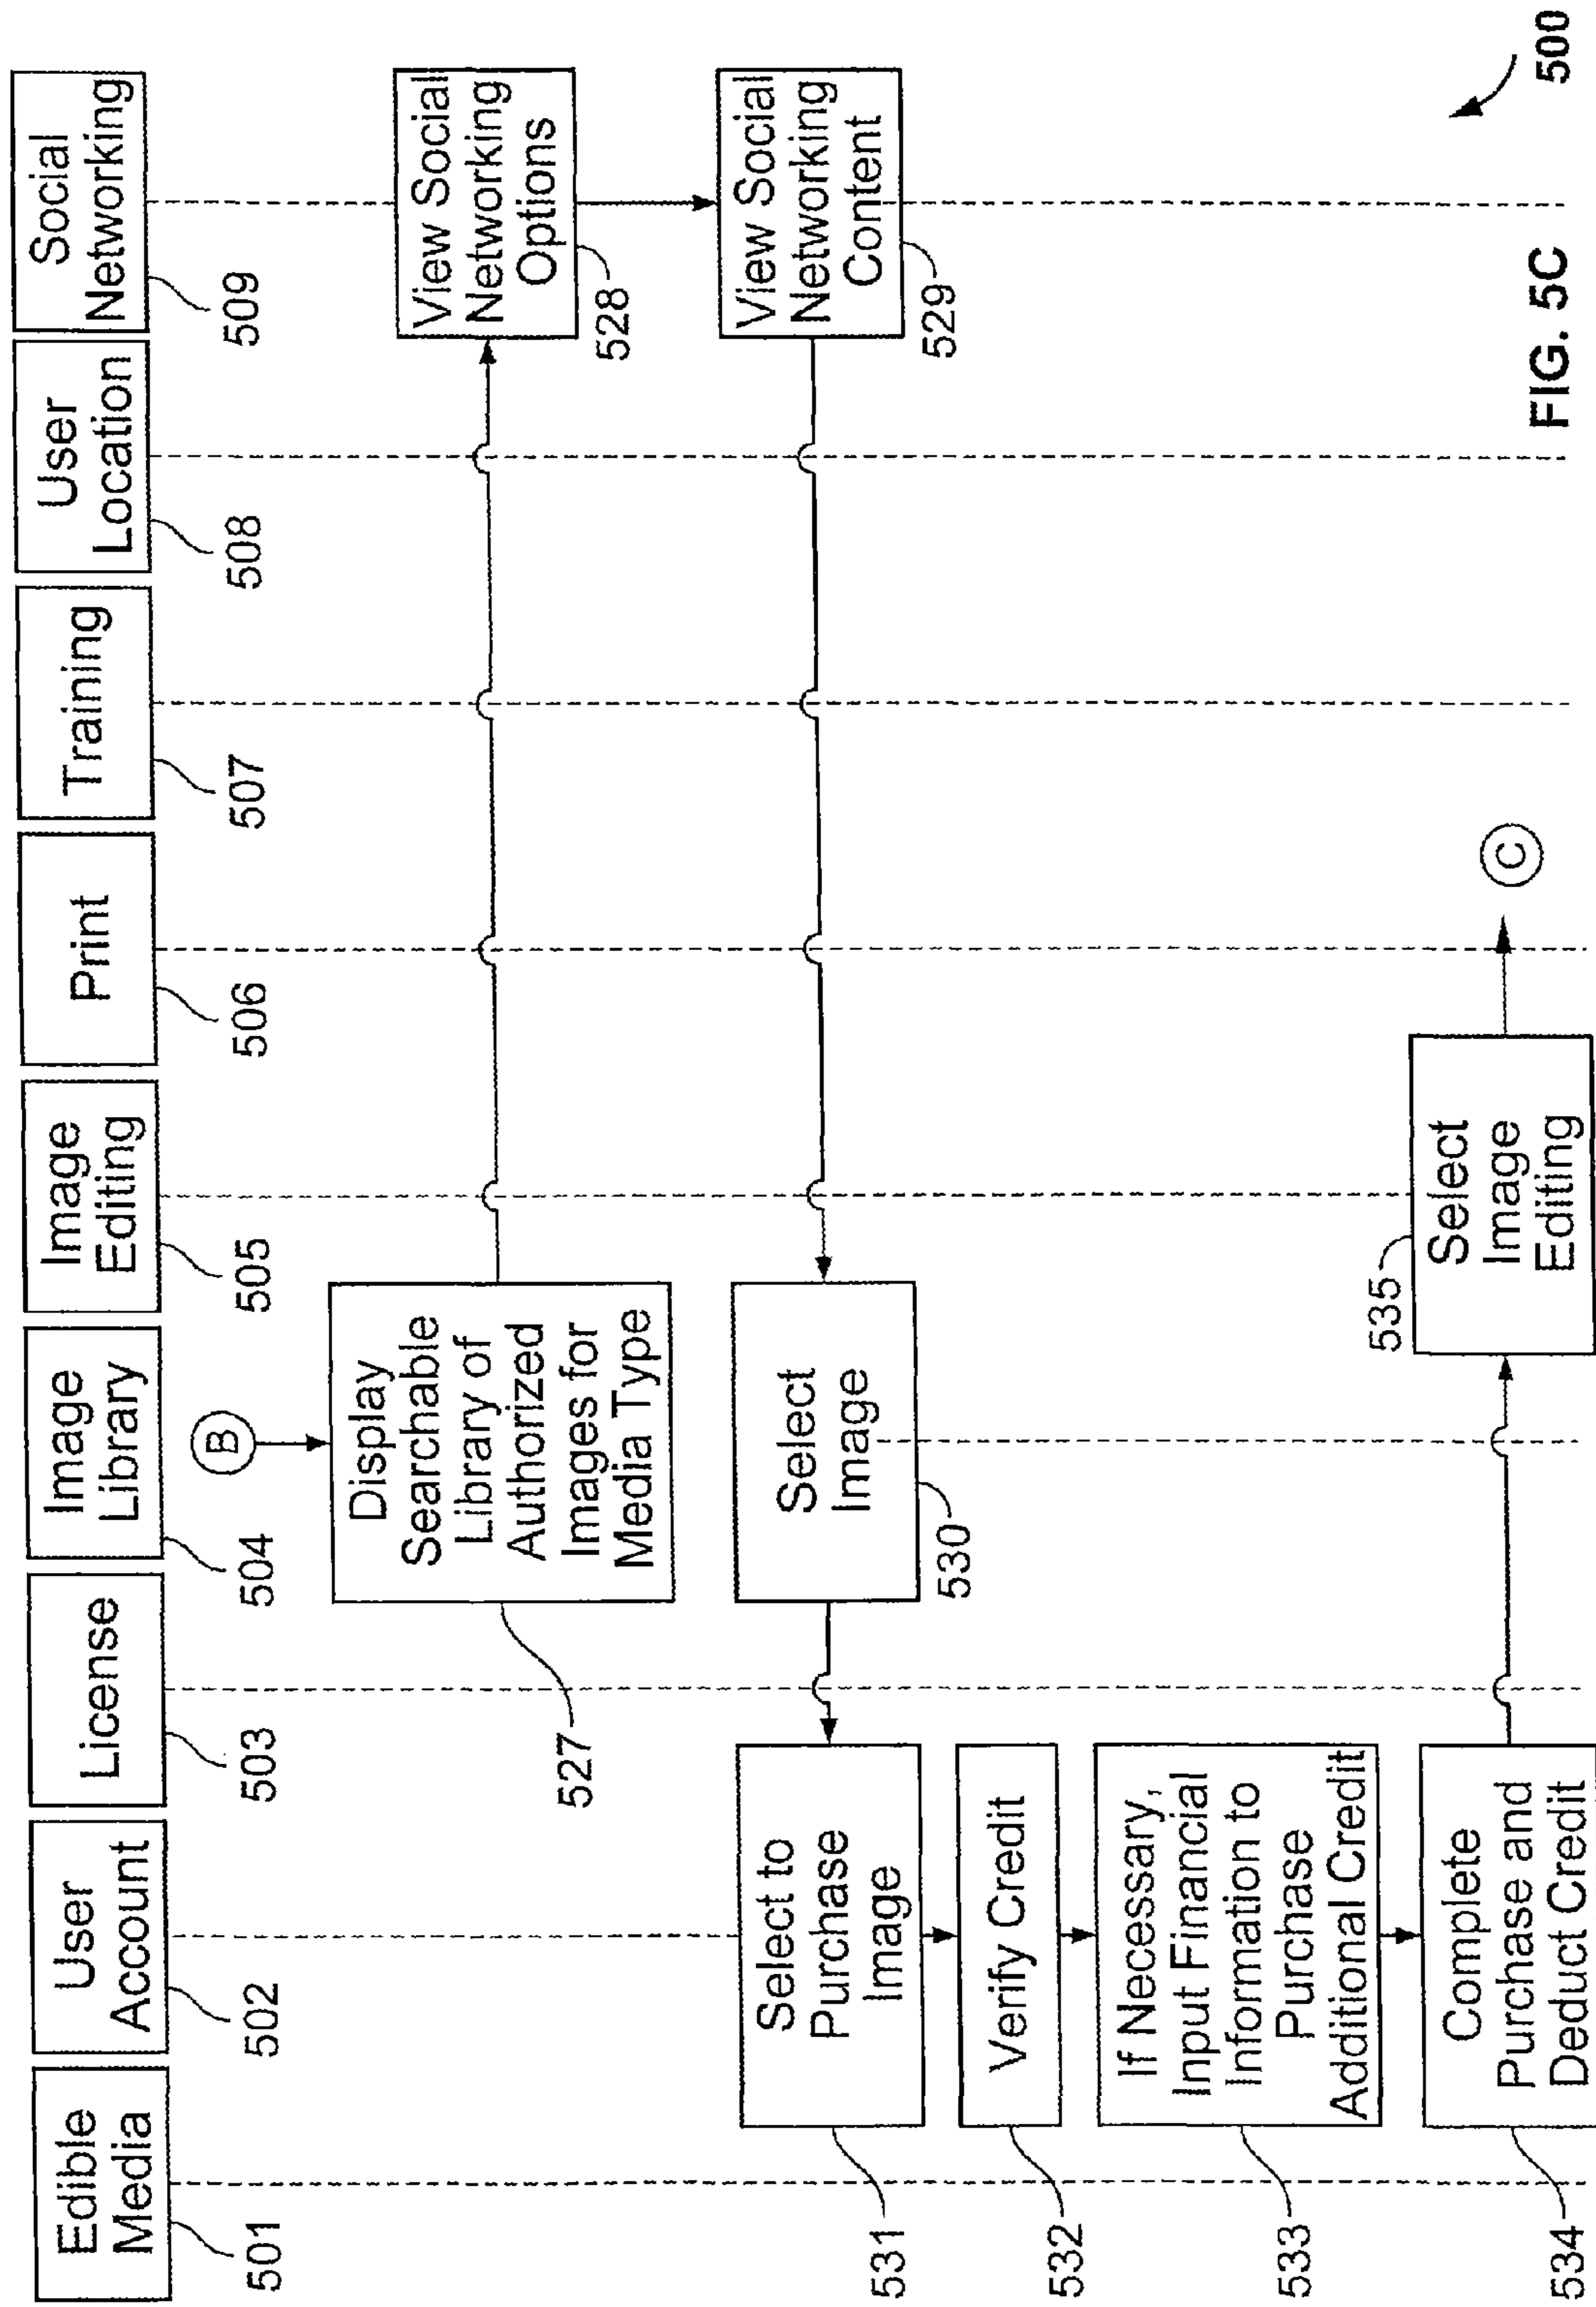 Edible
Media
501
User
Account
502
License
503
Image
Library
504
Image
Editing
505
Print
506
Training
507
User
Location
508
Social
Networking
509
B
Display
Searchable
Library of
Authorized
Images for
Media Type
527
View Social
Networking
Options
528
View Social
Networking
Content
529
Select
Image
530
Select to
Purchase
Image
531
Verify Credit
532
If Necessary,
Input Financial
Information to
Purchase
Additional Credit
533
Complete
Purchase and
Deduct Credit
534
Select
Image
Editing
535
C
FIG. 5C
500